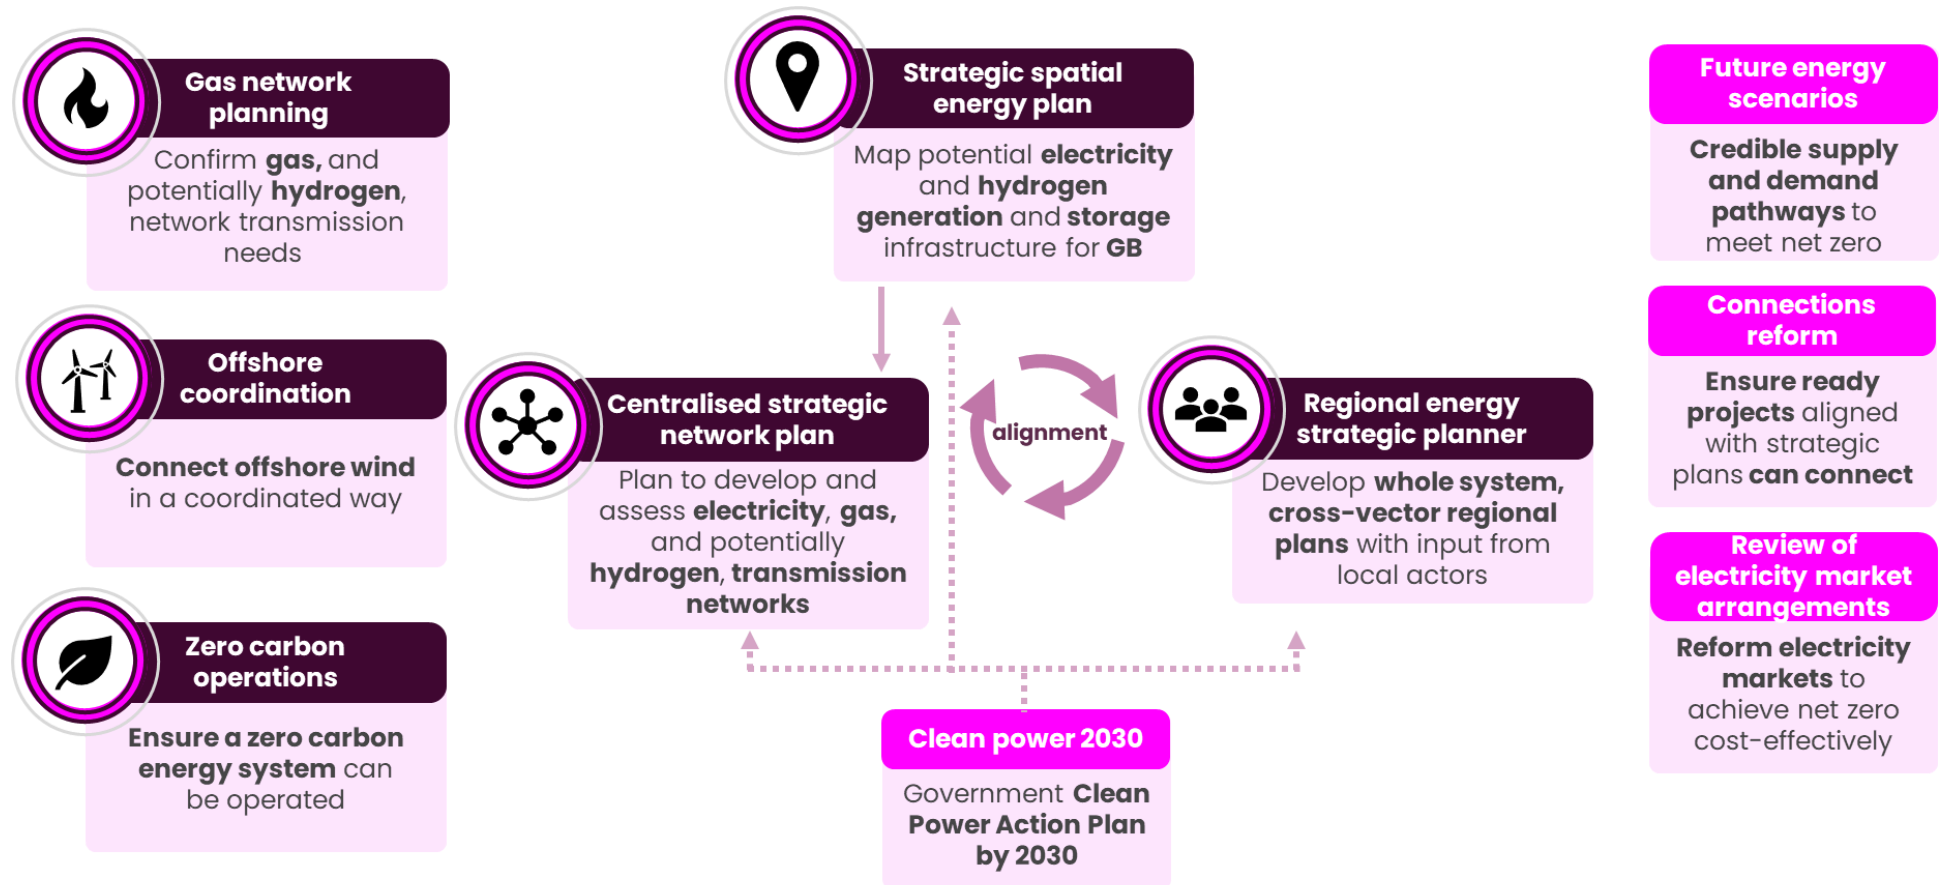 Gas network
planning
Confirm gas, and
potentially hydrogen,
network transmission
needs
Offshore
coordination
Connect offshore wind
in a coordinated way
Zero carbon
operations
Ensure a zero carbon
energy system can
be operated
Strategic spatial
energy plan
Map potential electricity
and hydrogen
generation and storage
infrastructure for GB
Centralised strategic
network plan
Plan to develop and
assess electricity, gas,
and potentially
hydrogen, transmission
networks
alignment
Regional energy
strategic planner
Develop whole system,
cross-vector regional
plans with input from
local actors
Clean power 2030
Government Clean
Power Action Plan
by 2030
Future energy
scenarios
Credible supply
and demand
pathways to
meet net zero
Connections
reform
Ensure ready
projects aligned
with strategic
plans can connect
Review of
electricity market
arrangements
Reform electricity
markets to
achieve net zero
cost-effectively